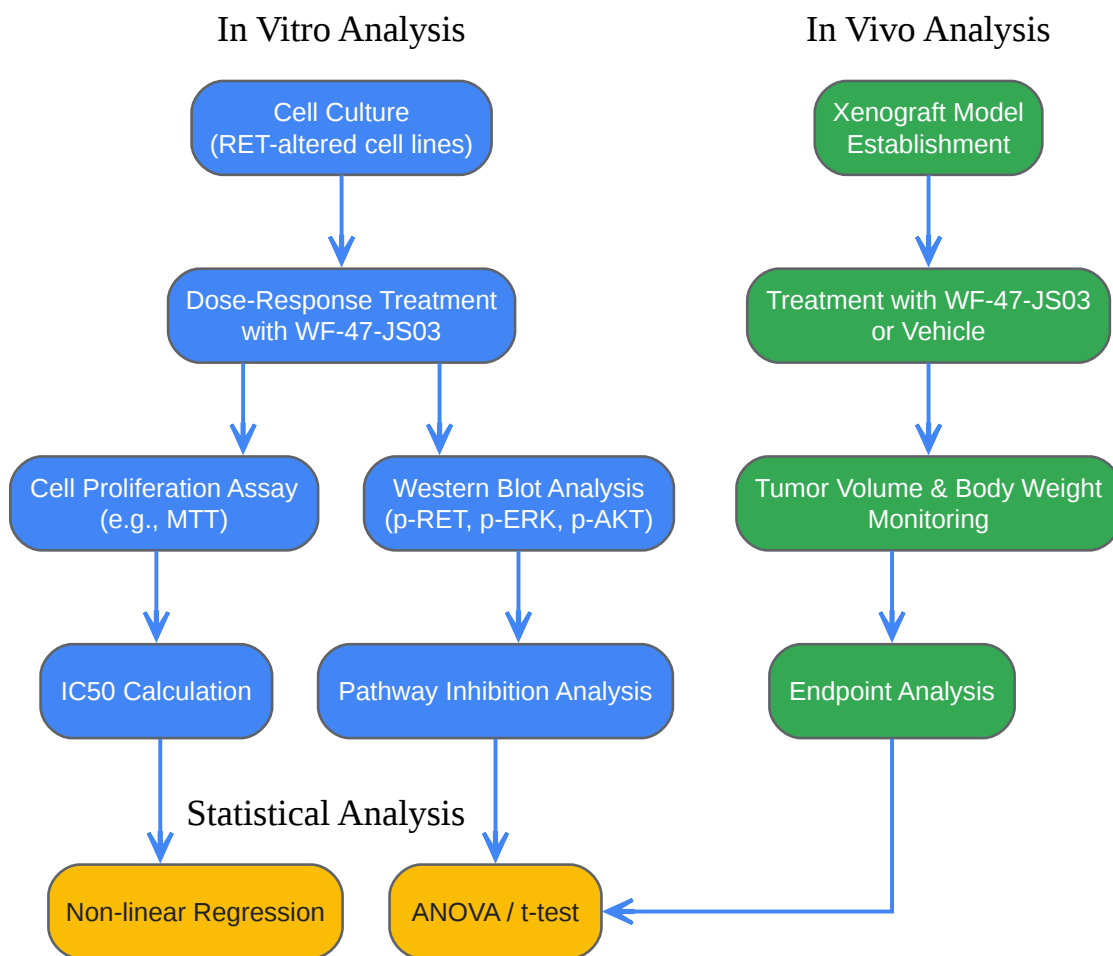 In Vitro Analysis
In Vivo Analysis
Cell Culture
(RET-altered cell lines)
Xenograft Model
Establishment
Dose-Response Treatment
with WF-47-JS03
Treatment with WF-47-JS03
or Vehicle
Cell Proliferation Assay
(e.g., MTT)
Western Blot Analysis
(p-RET, p-ERK, p-AKT)
Tumor Volume & Body Weight
Monitoring
IC50 Calculation
Pathway Inhibition Analysis
Endpoint Analysis
Statistical Analysis
Non-linear Regression
ANOVA / t-test